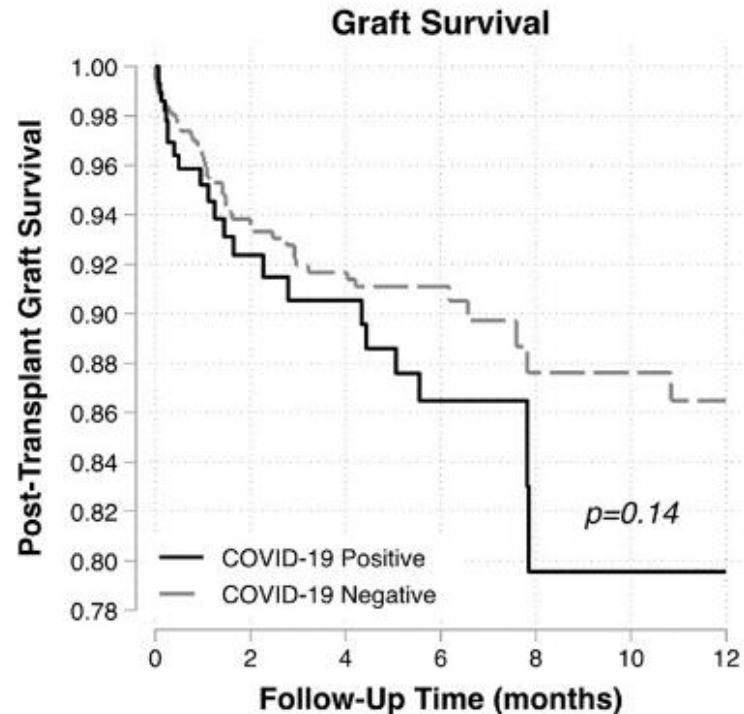 Graft Survival
Post-Transplant Graft Survival
1.00
0.98
0.96
0.94
0.92
0.90
0.88
0.86
0.84
0.82
0.80
0.78
p=0.14
COVID-19 Positive
COVID-19 Negative
0 2 4 6 8 10 12
Follow-Up Time (months)